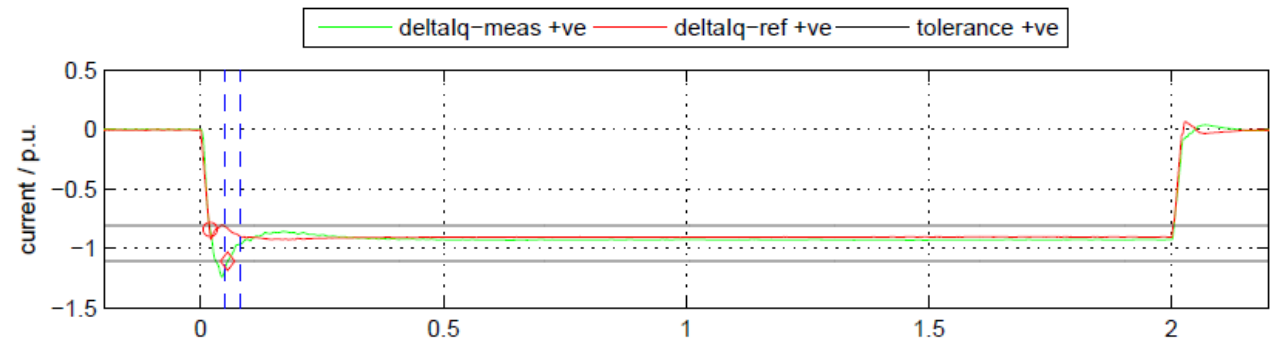 deltaIq−meas +ve deltaIq−ref +ve tolerance +ve
0.5
0
−0.5
−1
−1.5
current / p.u.
0 0.5 1 1.5 2